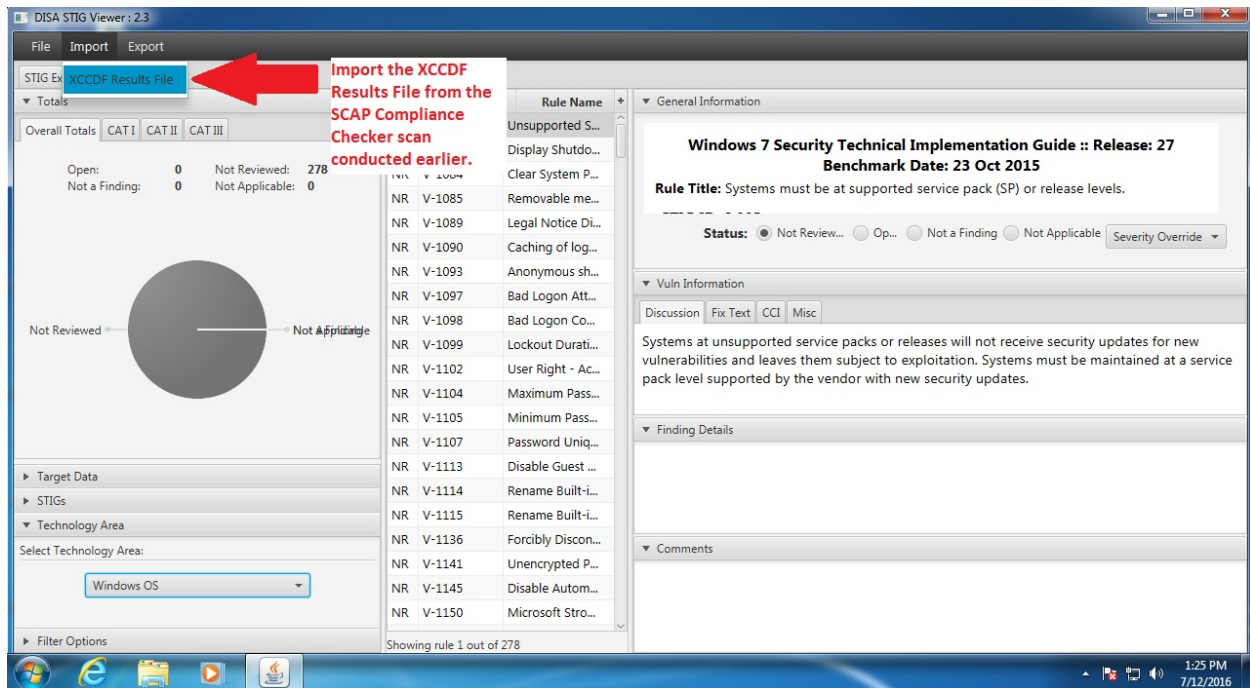 DISA STIG Viewer : 2.3
File Import Export
STIG Ex
XCCDF Results File
Import the XCCDF
Results File from the
SCAP Compliance
Checker scan
conducted earlier.
Totals
Overall Totals CAT I CAT II CAT III
Open: 0 Not Reviewed: 278
Not a Finding: 0 Not Applicable: 0
Not Reviewed
Target Data
STIGs
Technology Area
Select Technology Area:
Windows OS
Filter Options
Rule Name +
Unsupported S...
Display Shutdo...
Clear System P...
NR V-1085 Removable me...
NR V-1089 Legal Notice Di...
NR V-1090 Caching of log...
NR V-1093 Anonymous sh...
NR V-1097 Bad Logon Att...
NR V-1098 Bad Logon Co...
NR V-1099 Lockout Durati...
NR V-1102 User Right - Ac...
NR V-1104 Maximum Pass...
NR V-1105 Minimum Pass...
NR V-1107 Password Uniq...
NR V-1113 Disable Guest ...
NR V-1114 Rename Built-i...
NR V-1115 Rename Built-i...
NR V-1136 Forcibly Discon...
NR V-1141 Unencrypted P...
NR V-1145 Disable Autom...
NR V-1150 Microsoft Stro...
Showing rule 1 out of 278
General Information
Windows 7 Security Technical Implementation Guide :: Release: 27
Benchmark Date: 23 Oct 2015
Rule Title: Systems must be at supported service pack (SP) or release levels.
Status: Not Review... Op... Not a Finding Not Applicable Severity Override
Vuln Information
Discussion Fix Text CCI Misc
Systems at unsupported service packs or releases will not receive security updates for new
vulnerabilities and leaves them subject to exploitation. Systems must be maintained at a service
pack level supported by the vendor with new security updates.
Finding Details
Comments
1:25 PM
7/12/2016